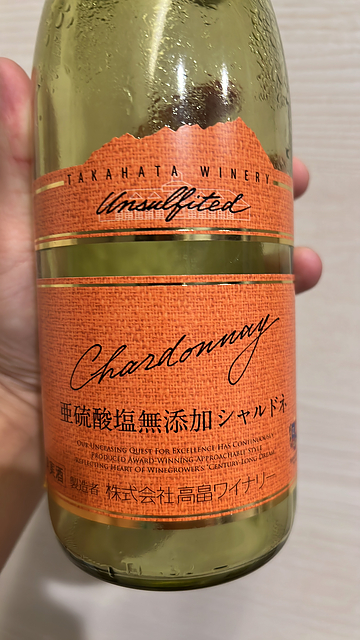 TAKAHATA WINERY
Unsulfited
Chardonnay
亜硫酸塩無添加シャルドネ
OUR UNCEASING QUEST FOR EXCELLENCE HAS CONTINUOUSLY
PRODUCED AWARD-WINNING APPROACHABLE STYLE
REFLECTING HEART OF WINEGROWERS "CENTURY-LONG DREAM"
実酒 製造者 株式会社高畠ワイナリー